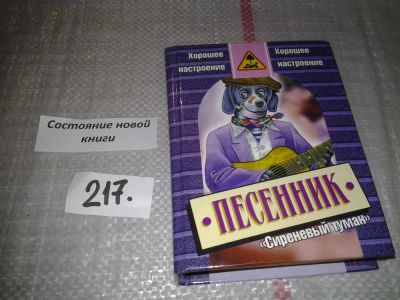 Хорошее
настроение
Хорошее
настроение
Состояние новой
книги
217.
•ПЕСЕННИК•
«Сиреневый туман»